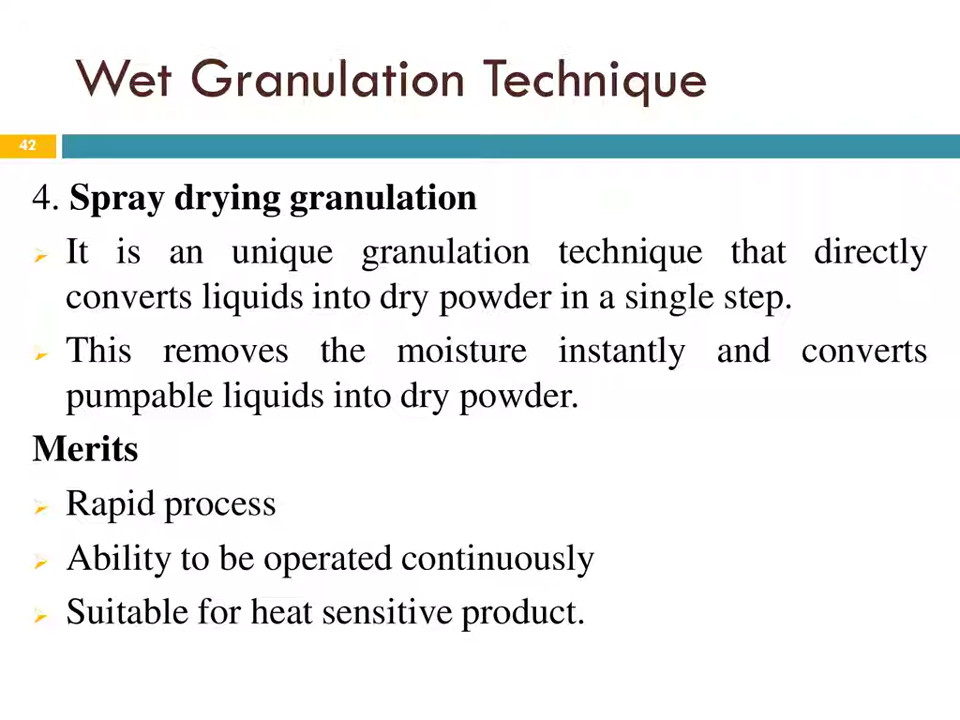 Wet Granulation Technique
42
4. Spray drying granulation
It is an unique granulation technique that directly
converts liquids into dry powder in a single step.
This removes the moisture instantly and converts
pumpable liquids into dry powder.
Merits
Rapid process
Ability to be operated continuously
Suitable for heat sensitive product.